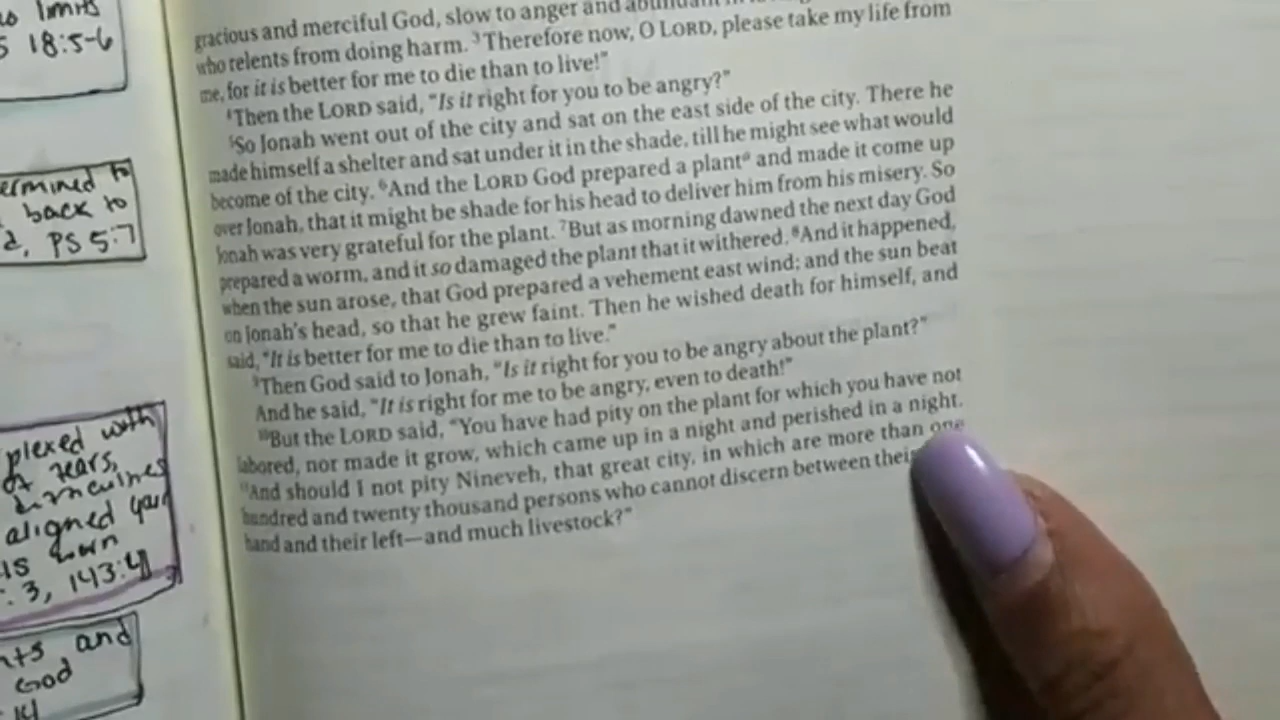 o limits
18:5-6
ermined to
back to
PS 5:7
plexed with
of tears,
aligned your
is
: 3, 143:4
nts and
God
14
gracious and merciful God, slow to anger and abundant in
who relents from doing harm. ³Therefore now, O LORD, please take my life from
me, for it is better for me to die than to live!”
⁴Then the LORD said, “Is it right for you to be angry?”
⁵So Jonah went out of the city and sat on the east side of the city. There he
made himself a shelter and sat under it in the shade, till he might see what would
become of the city. ⁶And the LORD God prepared a plantᵃ and made it come up
over Jonah, that it might be shade for his head to deliver him from his misery. So
Jonah was very grateful for the plant. ⁷But as morning dawned the next day God
prepared a worm, and it so damaged the plant that it withered. ⁸And it happened,
when the sun arose, that God prepared a vehement east wind; and the sun beat
on Jonah’s head, so that he grew faint. Then he wished death for himself, and
said, “It is better for me to die than to live.”
⁹Then God said to Jonah, “Is it right for you to be angry about the plant?”
And he said, “It is right for me to be angry, even to death!”
¹⁰But the LORD said, “You have had pity on the plant for which you have not
labored, nor made it grow, which came up in a night and perished in a night.
¹¹And should I not pity Nineveh, that great city, in which are more than one
hundred and twenty thousand persons who cannot discern between their
hand and their left—and much livestock?”